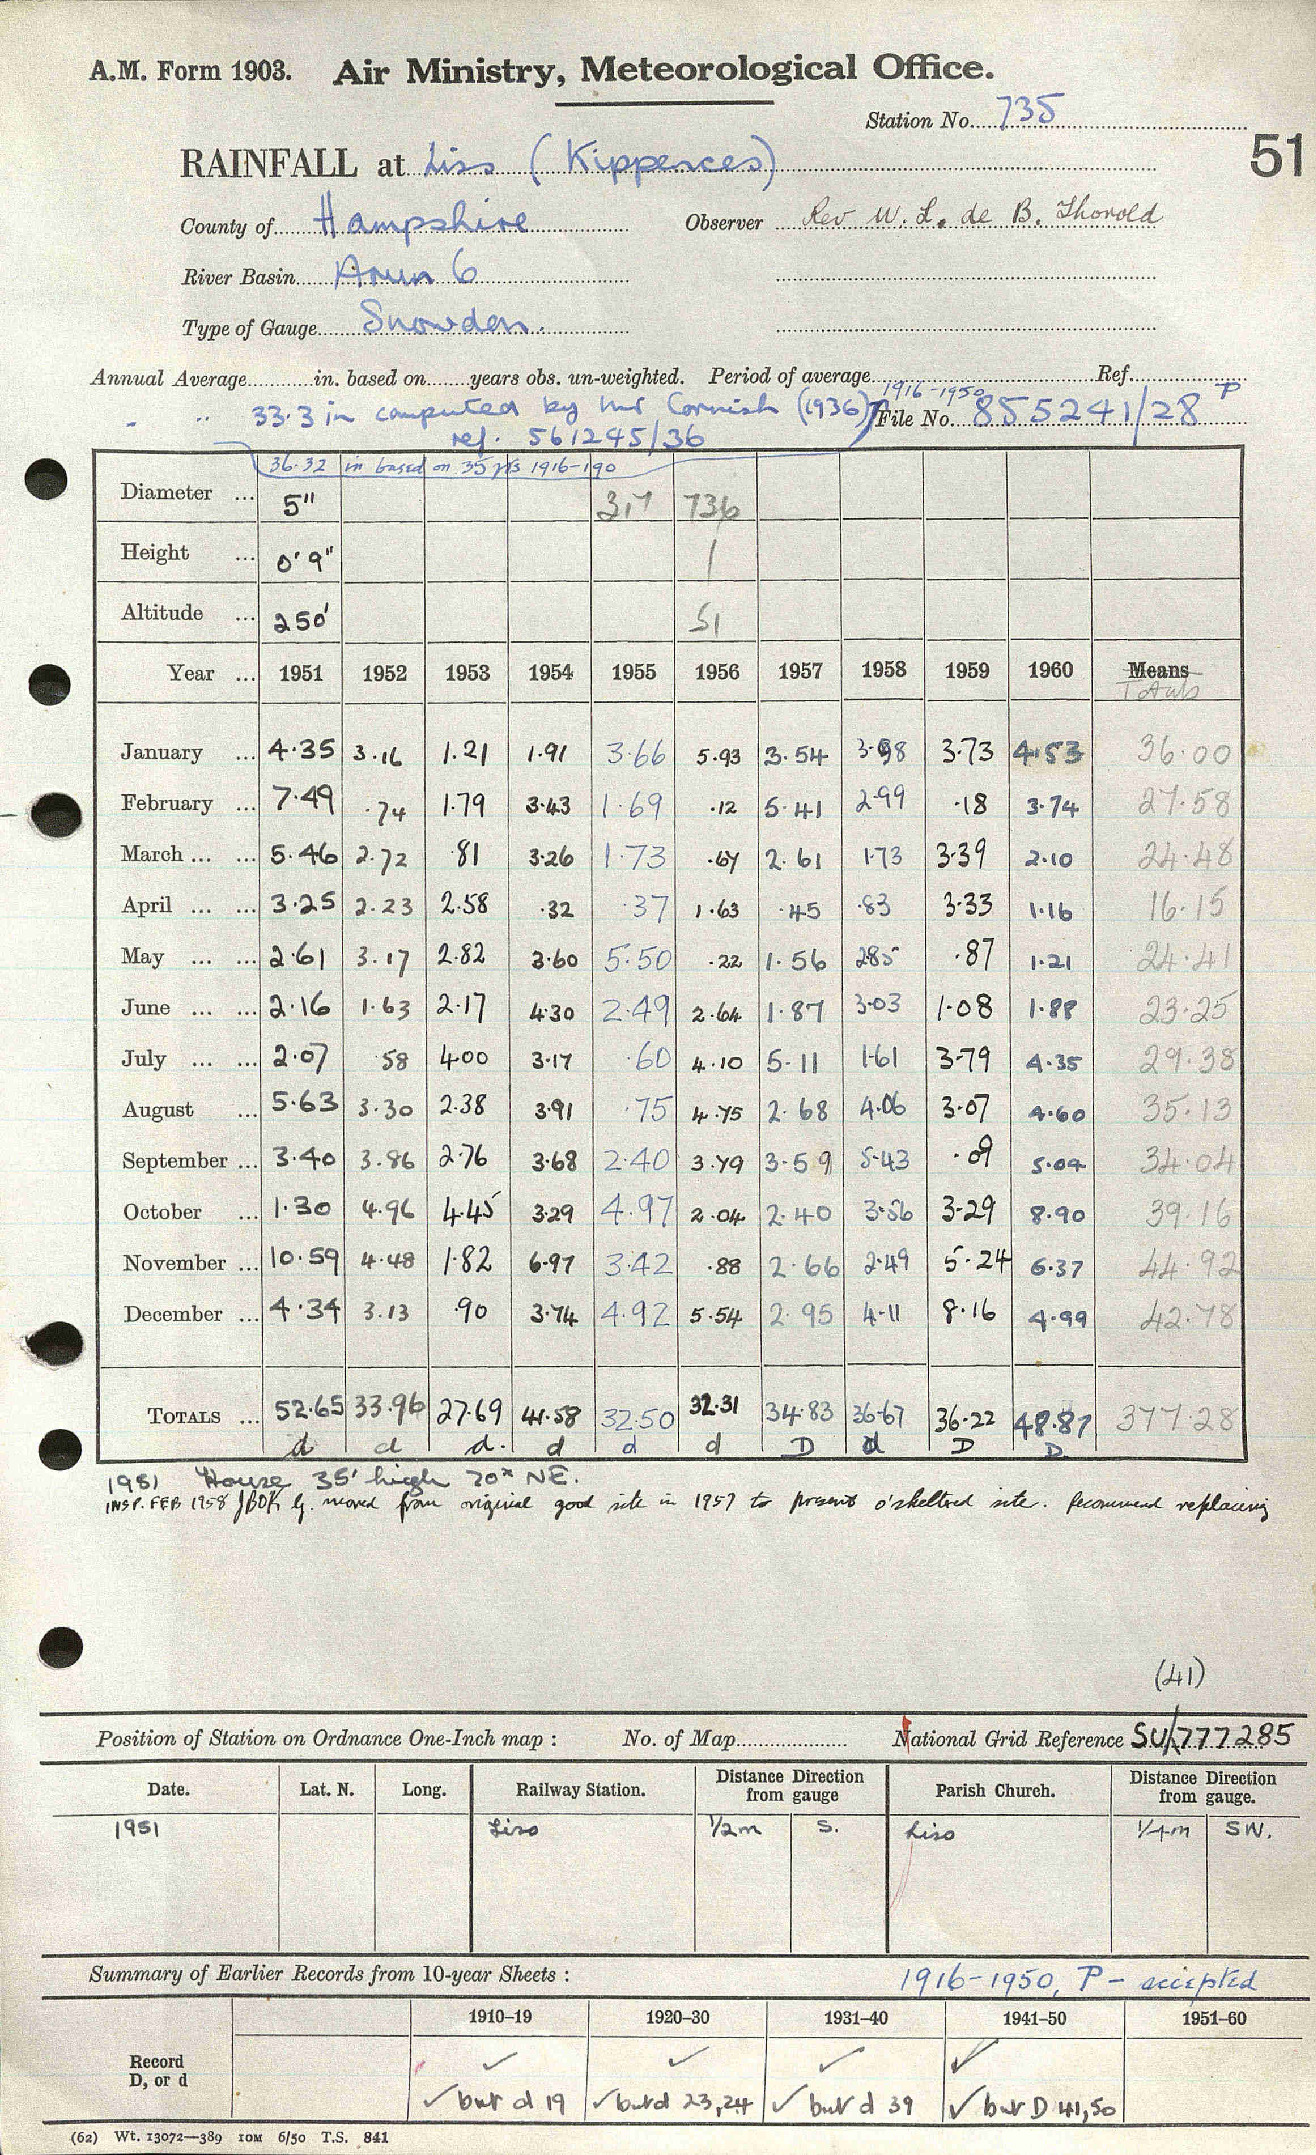 A.M. Form 1903. Air Ministry, Meteorological Office.
Station No. 735
51
RAINFALL at Liss (Kippences)
County of Hampshire Observer Rev W. L. de B. Thorold
River Basin Arun 6
Type of Gauge Snowden.
Annual Average in. based on years obs. un-weighted. Period of average 1916-1950 Ref.
" 33.3 in computed by Mr Cornish (1936) File No. 855241/28 P
ref. 561245/36
36.32 in based on 35 yrs 1916-190
Diameter ... 5" 3,7 736
Height ... 0'9" 1
Altitude ... 250' 51
Year ... 1951 1952 1953 1954 1955 1956 1957 1958 1959 1960 Means
Totals
January ... 4.35 3.16 1.21 1.91 3.66 5.93 3.54 3.98 3.73 4.53 36.00
February ... 7.49 .74 1.79 3.43 1.69 .12 5.41 2.99 .18 3.74 27.58
March ... ... 5.46 2.72 .81 3.26 1.73 .67 2.61 1.73 3.39 2.10 24.48
April ... ... 3.25 2.23 2.58 .32 .37 1.63 .45 .83 3.33 1.16 16.15
May ... ... 2.61 3.17 2.82 3.60 5.50 .22 1.56 2.85 .87 1.21 24.41
June ... ... 2.16 1.63 2.17 4.30 2.49 2.64 1.87 3.03 1.08 1.88 23.25
July ... ... 2.07 .58 4.00 3.17 .60 4.10 5.11 1.61 3.79 4.35 29.38
August ... 5.63 3.30 2.38 3.91 .75 4.75 2.68 4.06 3.07 4.60 35.13
September ... 3.40 3.86 2.76 3.68 2.40 3.79 3.59 5.43 .09 5.04 34.04
October ... 1.30 4.96 4.45 3.29 4.97 2.04 2.40 3.56 3.29 8.90 39.16
November ... 10.59 4.48 1.82 6.97 3.42 .88 2.66 2.49 5.24 6.37 44.92
December ... 4.34 3.13 .90 3.74 4.92 5.54 2.95 4.11 8.16 4.99 42.78
TOTALS ... 52.65 33.96 27.69 41.58 32.50 32.31 34.83 36.67 36.22 48.87 377.28
d d d. d d d D d D D
1951 House 35' high 70x NE.
INSP. FEB 1958 JBDK G. moved from original good site in 1957 to present o'sheltered site. Recommend replacing
(41)
Position of Station on Ordnance One-Inch map : No. of Map National Grid Reference SU/777285
Date. Lat. N. Long. Railway Station. Distance Direction from gauge Parish Church. Distance Direction from gauge.
1951 Liss 1/2m S. Liss 1/4m SW.
Summary of Earlier Records from 10-year Sheets : 1916-1950, P - accepted
1910–19 1920–30 1931–40 1941–50 1951–60
Record D, or d ✓ ✓ ✓ ✓
✓ but d 19 ✓ but d 23,24 ✓ but d 39 ✓ but D 41,50
(62) Wt. 13072—389 10M 6/50 T.S. 841